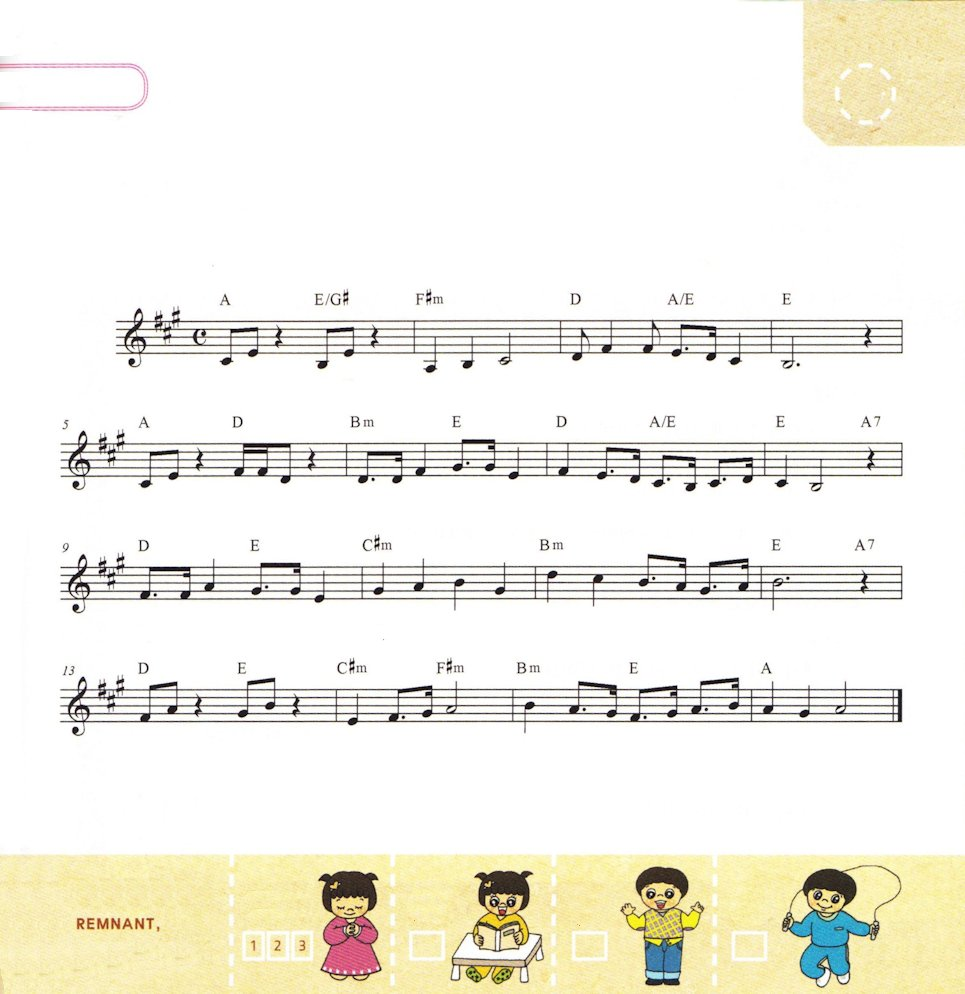 A E/G♯ F♯m D A/E E
5 A D Bm E D A/E E A7
9 D E C♯m Bm E A7
13 D E C♯m F♯m Bm E A
REMNANT,
1 2 3